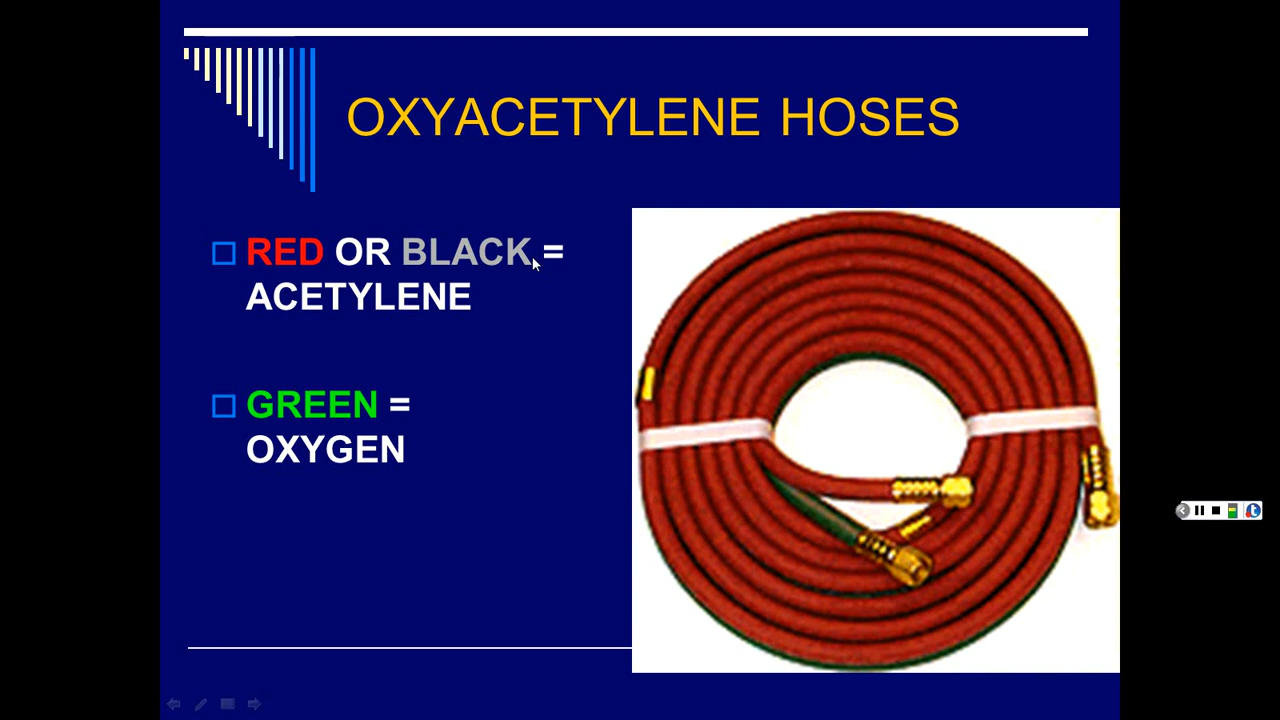 OXYACETYLENE HOSES
RED OR BLACK =
ACETYLENE
GREEN =
OXYGEN